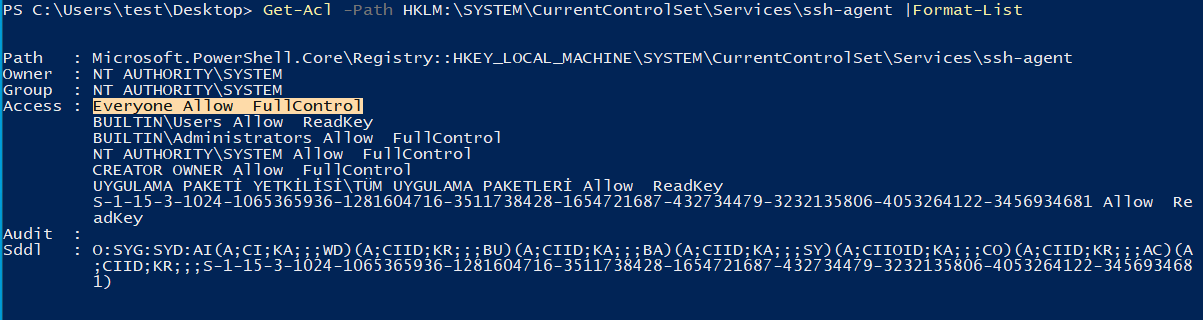 PS C:\Users\test\Desktop> Get-Acl -Path HKLM:\SYSTEM\CurrentControlSet\Services\ssh-agent |Format-List
Path   : Microsoft.PowerShell.Core\Registry::HKEY_LOCAL_MACHINE\SYSTEM\CurrentControlSet\Services\ssh-agent
Owner  : NT AUTHORITY\SYSTEM
Group  : NT AUTHORITY\SYSTEM
Access : Everyone Allow  FullControl
         BUILTIN\Users Allow  ReadKey
         BUILTIN\Administrators Allow  FullControl
         NT AUTHORITY\SYSTEM Allow  FullControl
         CREATOR OWNER Allow  FullControl
         UYGULAMA PAKETİ YETKİLİSİ\TÜM UYGULAMA PAKETLERİ Allow  ReadKey
         S-1-15-3-1024-1065365936-1281604716-3511738428-1654721687-432734479-3232135806-4053264122-3456934681 Allow  Re
         adKey
Audit  :
Sddl   : O:SYG:SYD:AI(A;CI;KA;;;WD)(A;CIID;KR;;;BU)(A;CIID;KA;;;BA)(A;CIID;KA;;;SY)(A;CIIOID;KA;;;CO)(A;CIID;KR;;;AC)(A
         ;CIID;KR;;;S-1-15-3-1024-1065365936-1281604716-3511738428-1654721687-432734479-3232135806-4053264122-345693468
         1)